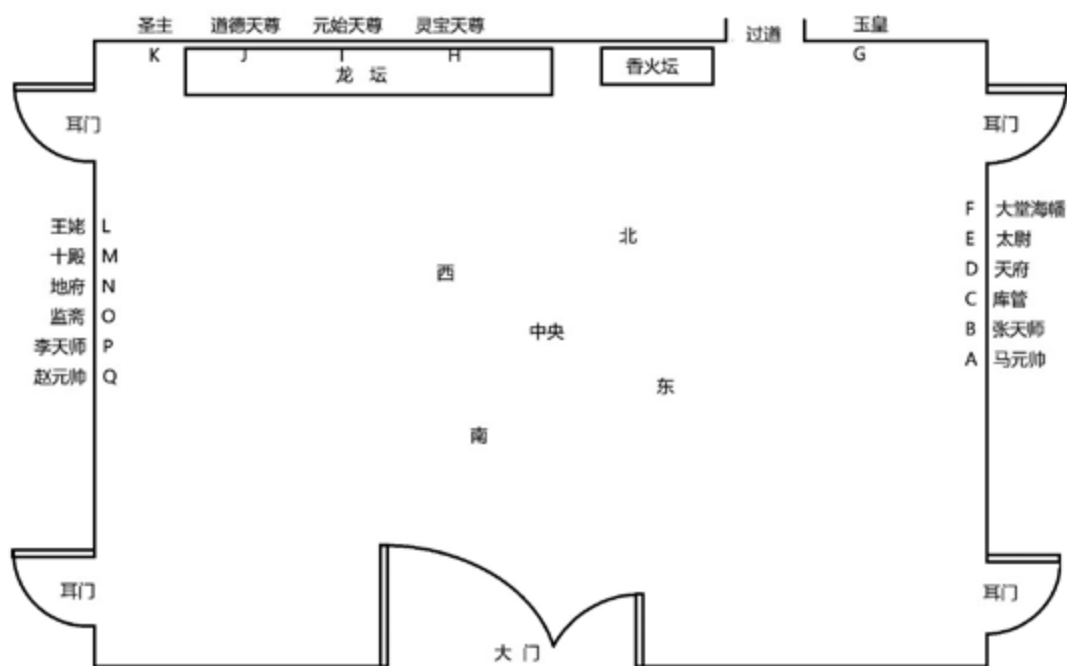 圣主 道德天尊 元始天尊 灵宝天尊 过道 玉皇
K J I H G
龙 坛 香火坛
耳门 耳门
王姥 L
十殿 M
地府 N
监斋 O
李天师 P
赵元帅 Q
北
西
中央
东
南
F 大堂海幡
E 太尉
D 天府
C 库管
B 张天师
A 马元帅
耳门 耳门
大 门